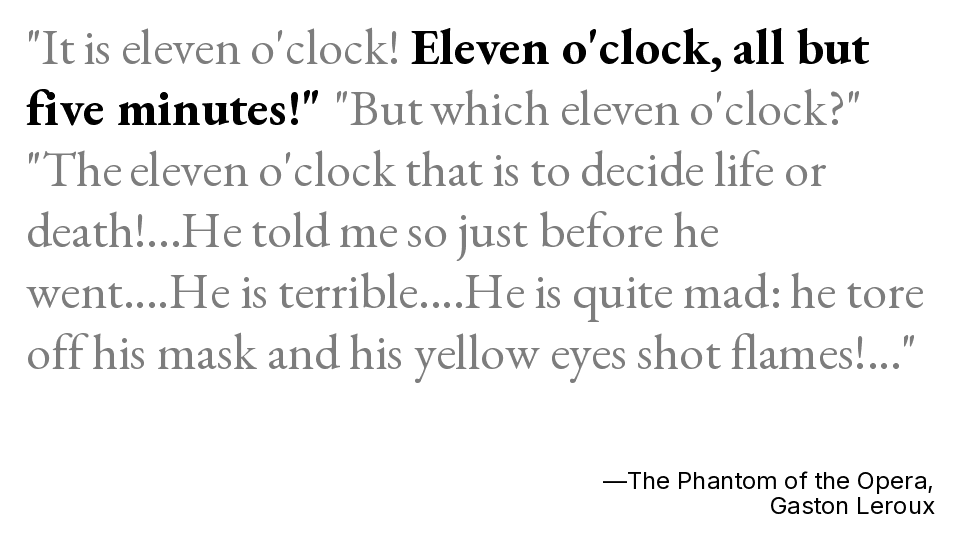 "It is eleven o'clock! Eleven o'clock, all but
five minutes!" "But which eleven o'clock?"
"The eleven o'clock that is to decide life or
death!...He told me so just before he
went....He is terrible....He is quite mad: he tore
off his mask and his yellow eyes shot flames!..."
—The Phantom of the Opera,
Gaston Leroux